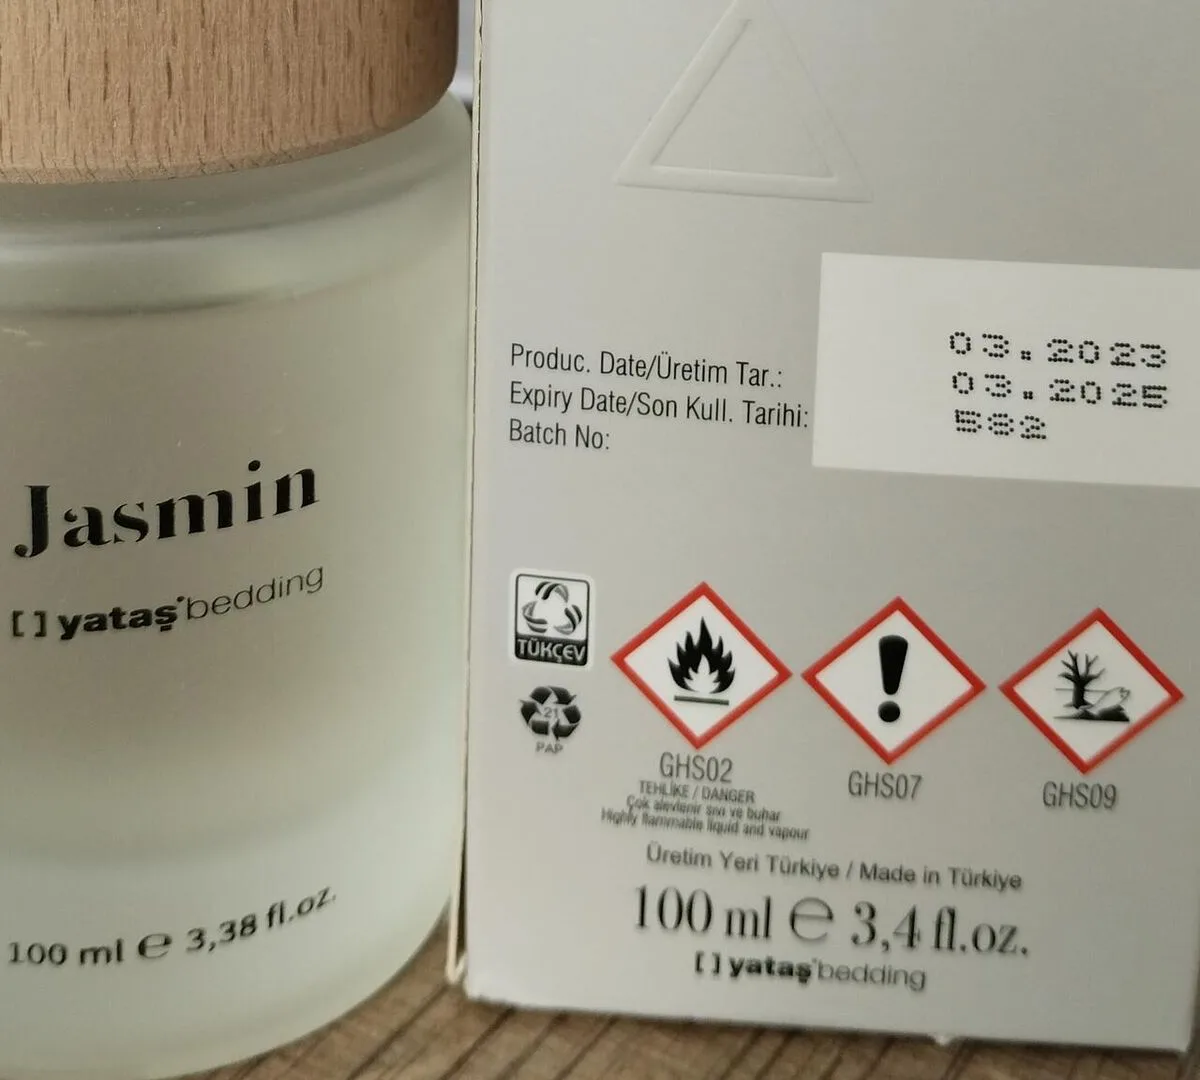 Jasmin
[ ] yataş bedding
100 ml ℮ 3,38 fl.oz.
Produc. Date/Üretim Tar.:
Expiry Date/Son Kull. Tarihi:
Batch No:
03.2023
03.2025
582
TÜKÇEV
21
PAP
GHS02
TEHLİKE / DANGER
Çok alevlenir sıvı ve buhar
Highly flammable liquid and vapour
GHS07
GHS09
Üretim Yeri Türkiye / Made in Türkiye
100 ml ℮ 3,4 fl.oz.
[ ] yataş bedding